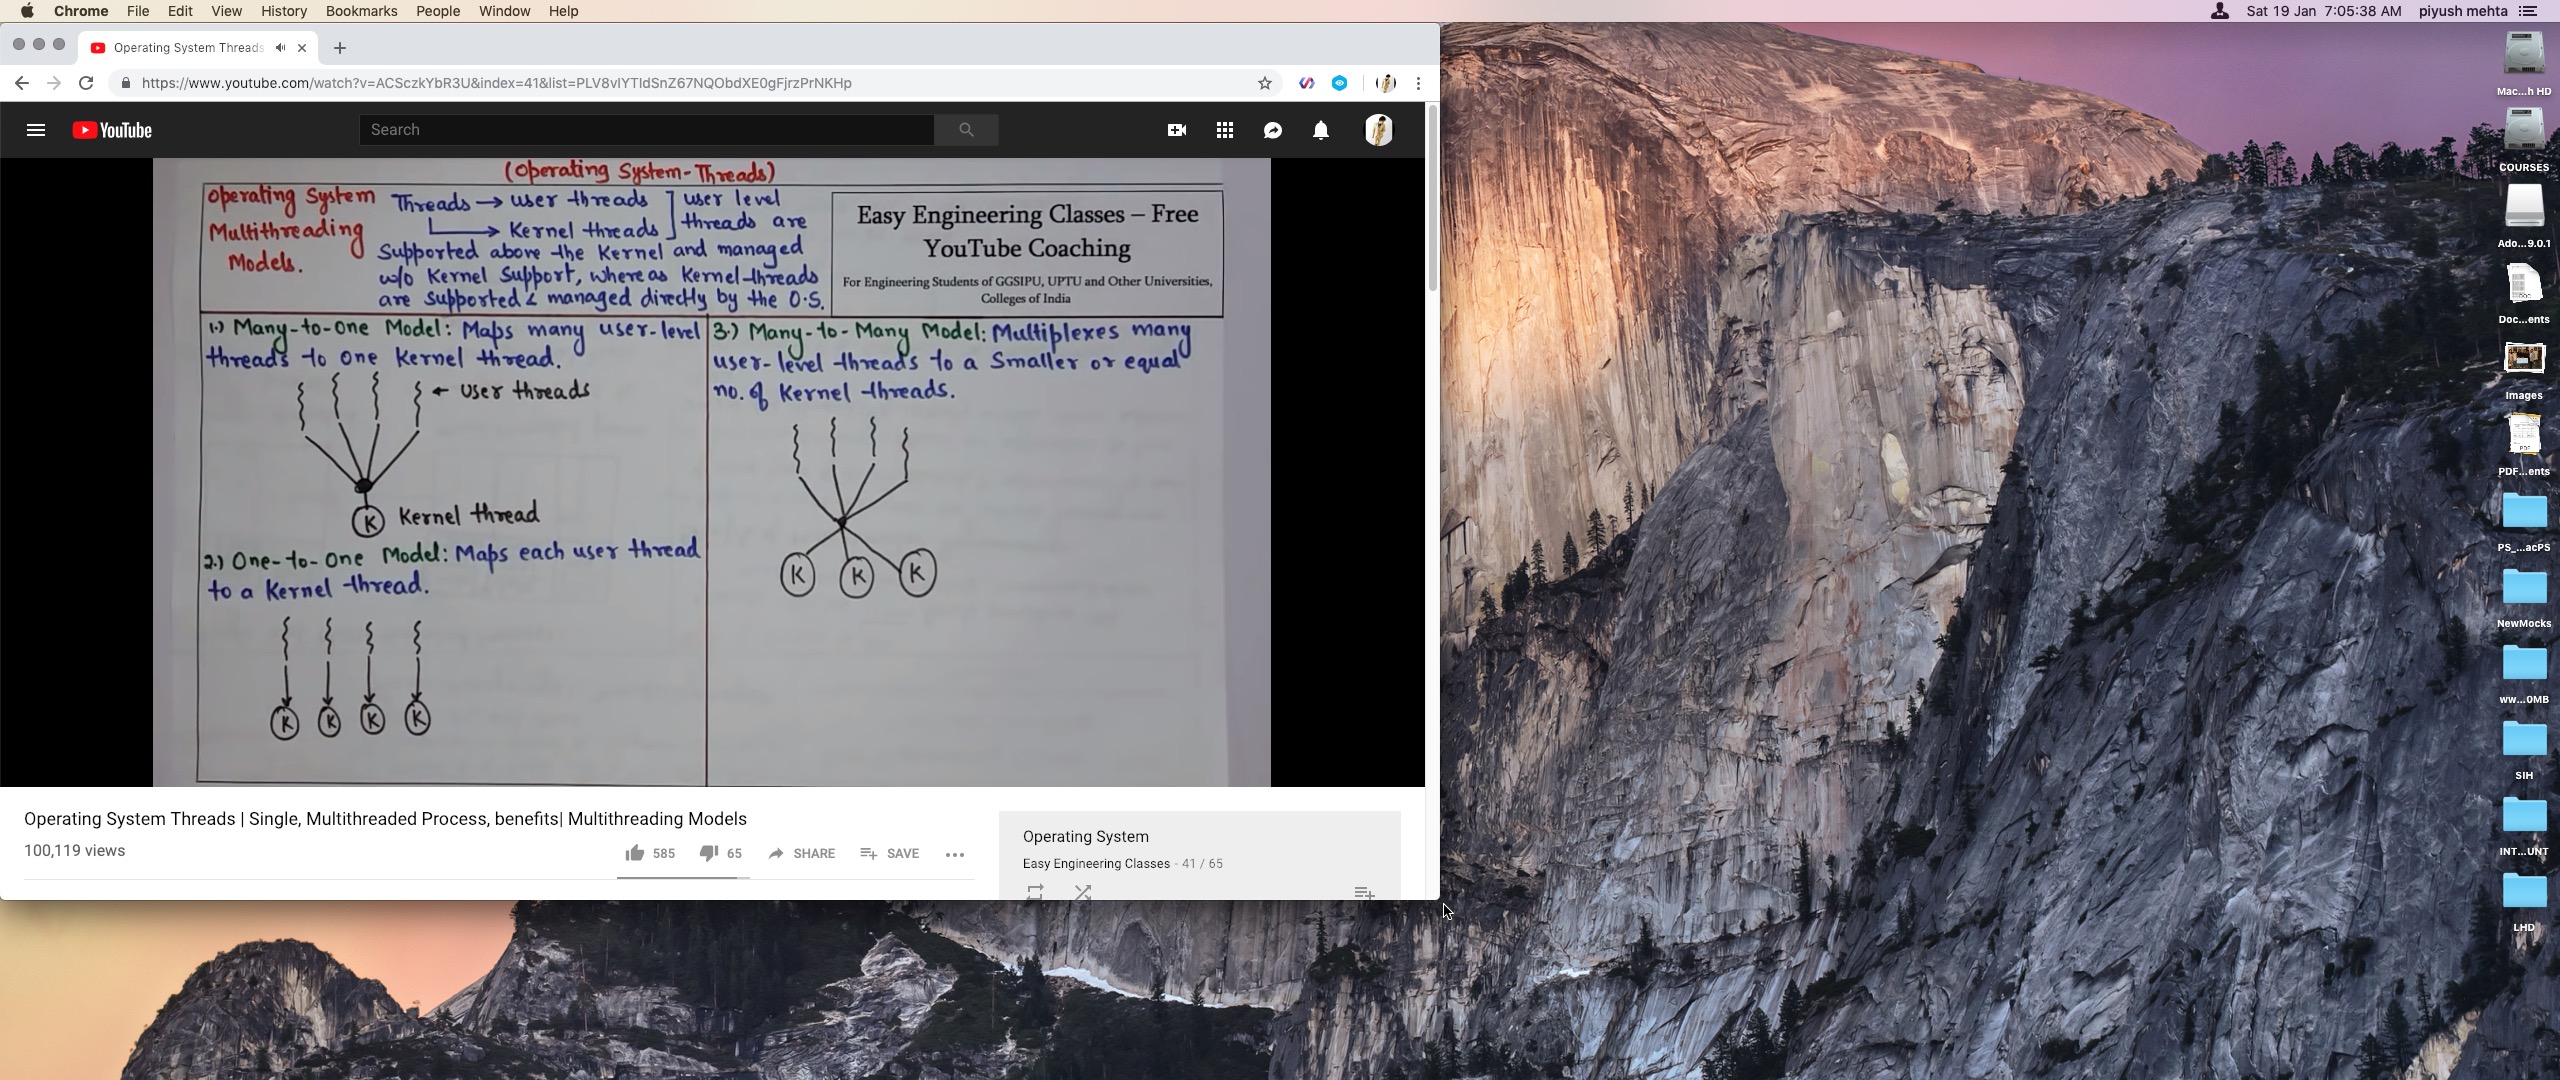 Chrome File Edit View History Bookmarks People Window Help
Sat 19 Jan 7:05:38 AM piyush mehta
Operating System Threads
https://www.youtube.com/watch?v=ACSczkYbR3U&index=41&list=PLV8vIYTIdSnZ67NQObdXE0gFjrzPrNKHp
YouTube
Search
(Operating System-Threads)
Operating System
Multithreading
Models.
Threads → user threads ] user level
→ Kernel threads ] threads are
Supported above the Kernel and managed
w/o Kernel Support, where as Kernel-threads
are supported & managed directly by the O.S.
Easy Engineering Classes – Free
YouTube Coaching
For Engineering Students of GGSIPU, UPTU and Other Universities,
Colleges of India
1.) Many-to-One Model: Maps many user-level
threads to one Kernel thread.
← User threads
K Kernel thread
2.) One-to-One Model: Maps each user thread
to a Kernel thread.
K K K K
3.) Many-to-Many Model: Multiplexes many
user-level threads to a Smaller or equal
no. of Kernel threads.
K K K
Operating System Threads | Single, Multithreaded Process, benefits| Multithreading Models
100,119 views
585 65 SHARE SAVE
Operating System
Easy Engineering Classes - 41 / 65
Mac...h HD
COURSES
Ado...9.0.1
Doc...ents
Images
PDF...ents
PS_...acPS
NewMocks
ww...0MB
SIH
INT...UNT
LHD